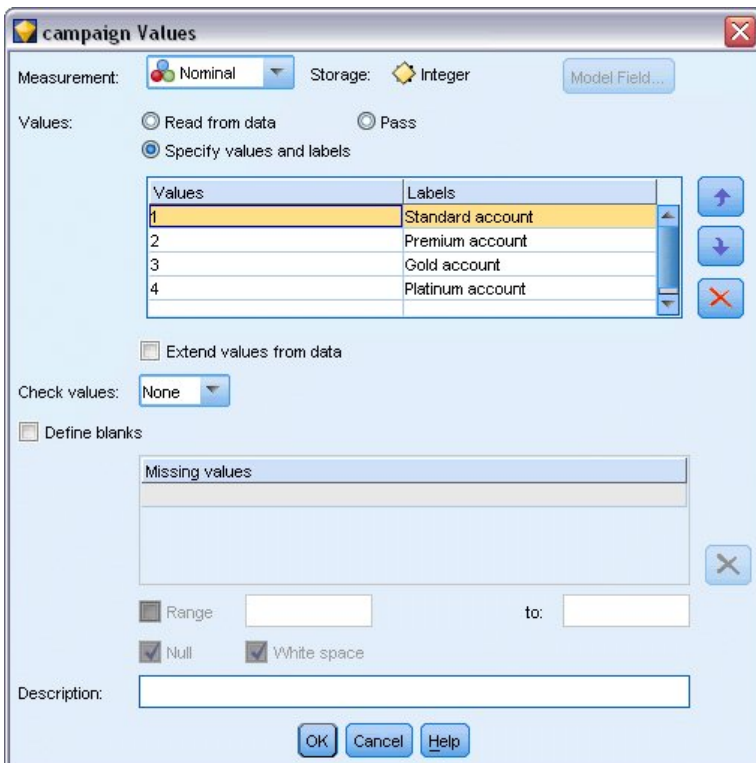 campaign Values
Measurement: Nominal Storage: Integer Model Field...
Values: Read from data Pass
Specify values and labels
Values Labels
1 Standard account
2 Premium account
3 Gold account
4 Platinum account
Extend values from data
Check values: None
Define blanks
Missing values
Range to:
Null White space
Description:
OK Cancel Help